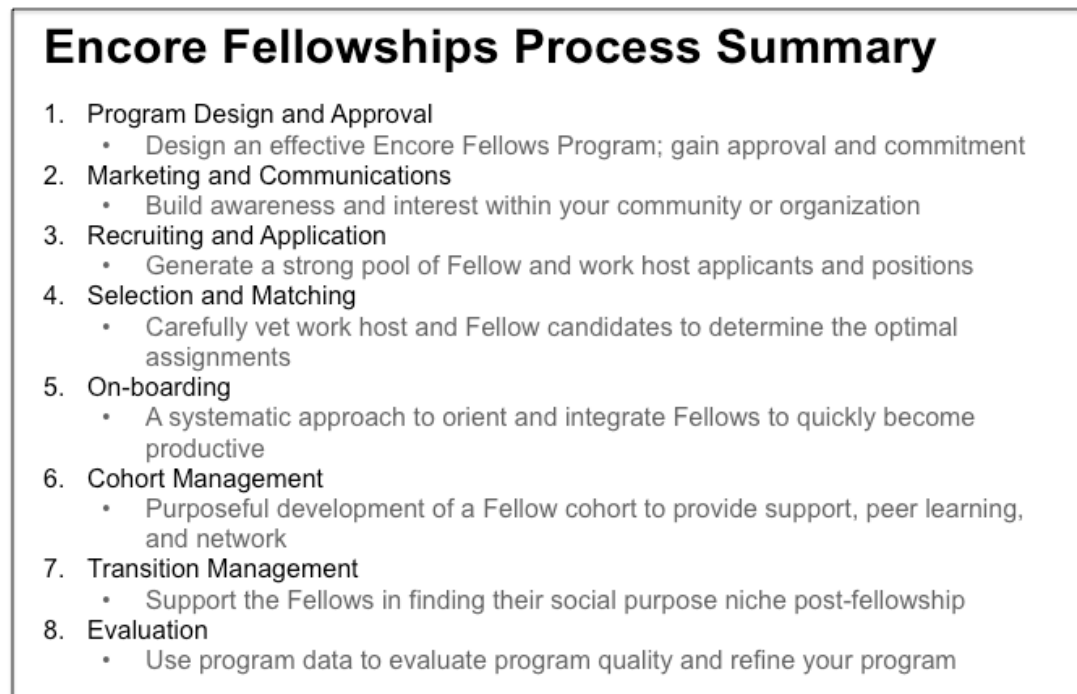 Encore Fellowships Process Summary
1. Program Design and Approval
• Design an effective Encore Fellows Program; gain approval and commitment
2. Marketing and Communications
• Build awareness and interest within your community or organization
3. Recruiting and Application
• Generate a strong pool of Fellow and work host applicants and positions
4. Selection and Matching
• Carefully vet work host and Fellow candidates to determine the optimal
assignments
5. On-boarding
• A systematic approach to orient and integrate Fellows to quickly become
productive
6. Cohort Management
• Purposeful development of a Fellow cohort to provide support, peer learning,
and network
7. Transition Management
• Support the Fellows in finding their social purpose niche post-fellowship
8. Evaluation
• Use program data to evaluate program quality and refine your program